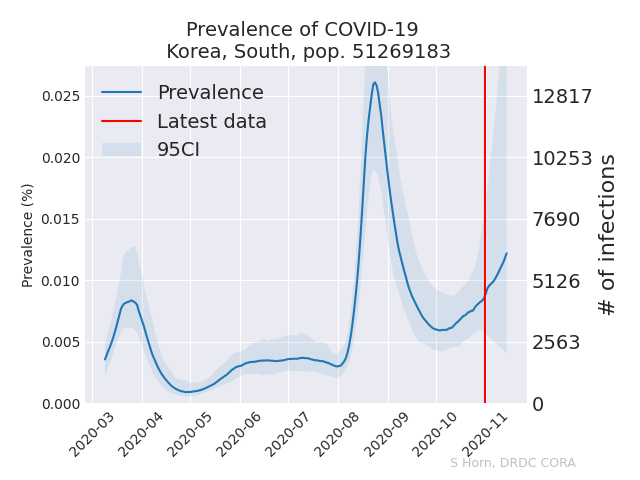 Prevalence of COVID-19
Korea, South, pop. 51269183
Prevalence
Latest data
95CI
Prevalence (%)
0.025
0.020
0.015
0.010
0.005
0.000
12817
10253
7690
5126
2563
0
# of infections
2020-03
2020-04
2020-05
2020-06
2020-07
2020-08
2020-09
2020-10
2020-11
S Horn, DRDC CORA